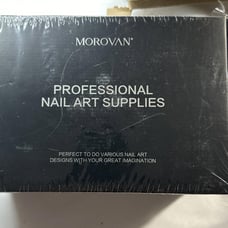 MOROVAN®
PROFESSIONAL
NAIL ART SUPPLIES
PERFECT TO DO VARIOUS NAIL ART
DESIGNS WITH YOUR GREAT IMAGINATION